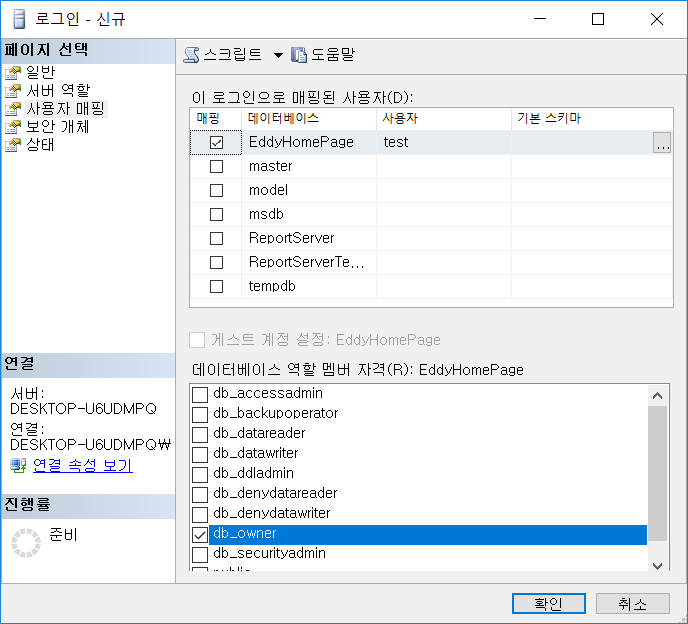 로그인 - 신규
페이지 선택
일반
서버 역할
사용자 매핑
보안 개체
상태
스크립트 도움말
이 로그인으로 매핑된 사용자(D):
매핑 데이터베이스 사용자 기본 스키마
EddyHomePage test ...
master
model
msdb
ReportServer
ReportServerTe...
tempdb
게스트 계정 설정: EddyHomePage
데이터베이스 역할 멤버 자격(R): EddyHomePage
db_accessadmin
db_backupoperator
db_datareader
db_datawriter
db_ddladmin
db_denydatareader
db_denydatawriter
db_owner
db_securityadmin
public
연결
서버:
DESKTOP-U6UDMPQ
연결:
DESKTOP-U6UDMPQ₩
연결 속성 보기
진행률
준비
확인 취소